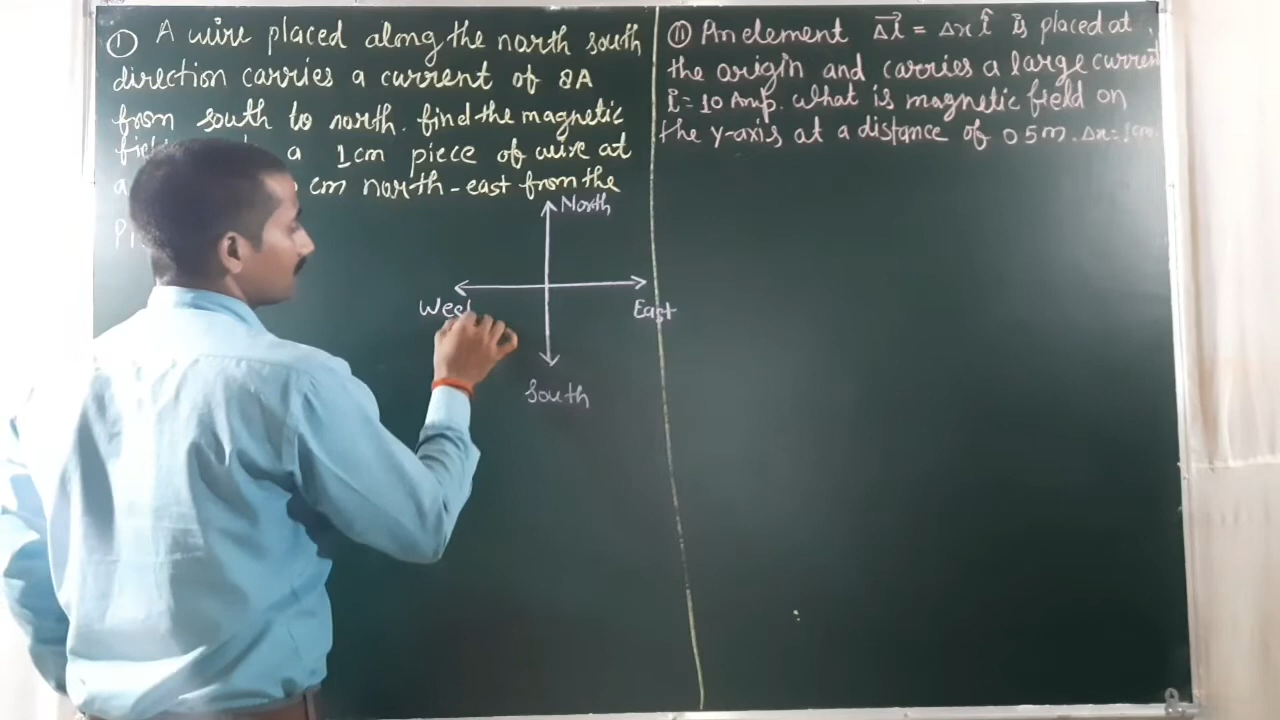 ① A wire placed along the north south
direction carries a current of 8A
from south to north. find the magnetic
a 1cm piece of wire at
cm north-east from the
North
West
East
South
⑪ An element Δl⃗ = Δx î is placed at
the origin and carries a large current
i = 10 Amp. what is magnetic field on
the y-axis at a distance of 0.5m. Δx=1cm.